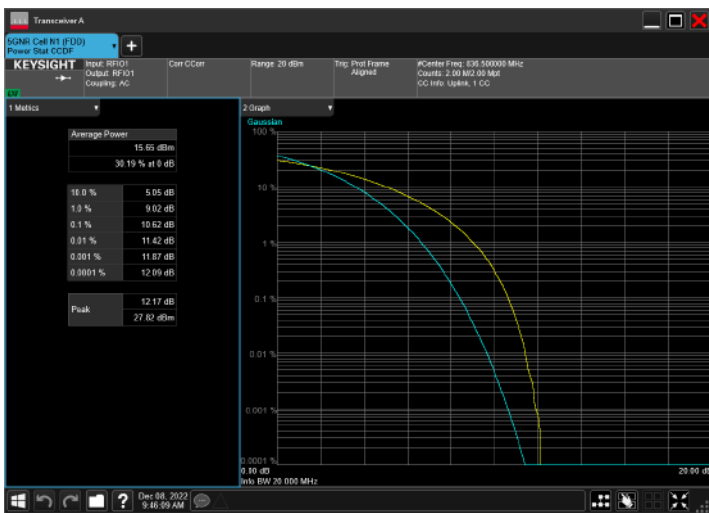 Transceiver A
5GNR Cell N1 (FDD)
Power Stat CCDF
KEYSIGHT
Input: RFIO1
Output: RFIO1
Coupling: AC
Corr CCorr
Range: 20 dBm
Trig: Prot Frame
Aligned
#Center Freq: 836.500000 MHz
Counts: 2.00 M/2.00 Mpt
CC Info: Uplink, 1 CC
1 Metrics
Average Power
15.65 dBm
30.19 % at 0 dB
10.0 % 5.05 dB
1.0 % 9.02 dB
0.1 % 10.62 dB
0.01 % 11.42 dB
0.001 % 11.87 dB
0.0001 % 12.09 dB
Peak
12.17 dB
27.82 dBm
2 Graph
Gaussian
100 %
10 %
1 %
0.1 %
0.01 %
0.001 %
0.0001 %
0.00 dB
20.00 dB
Info BW 20.000 MHz
Dec 08, 2022
9:46:09 AM